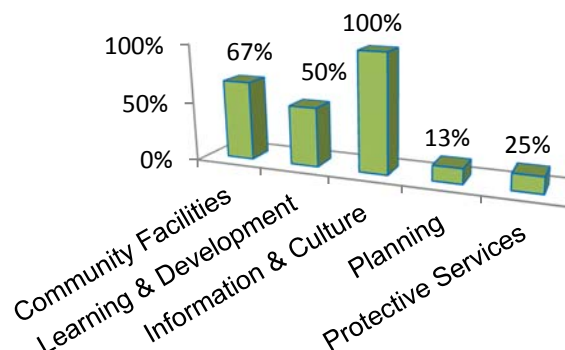 100%
67%
100%
50%
50%
13%
25%
0%
Community Facilities
Learning & Development
Information & Culture
Planning
Protective Services